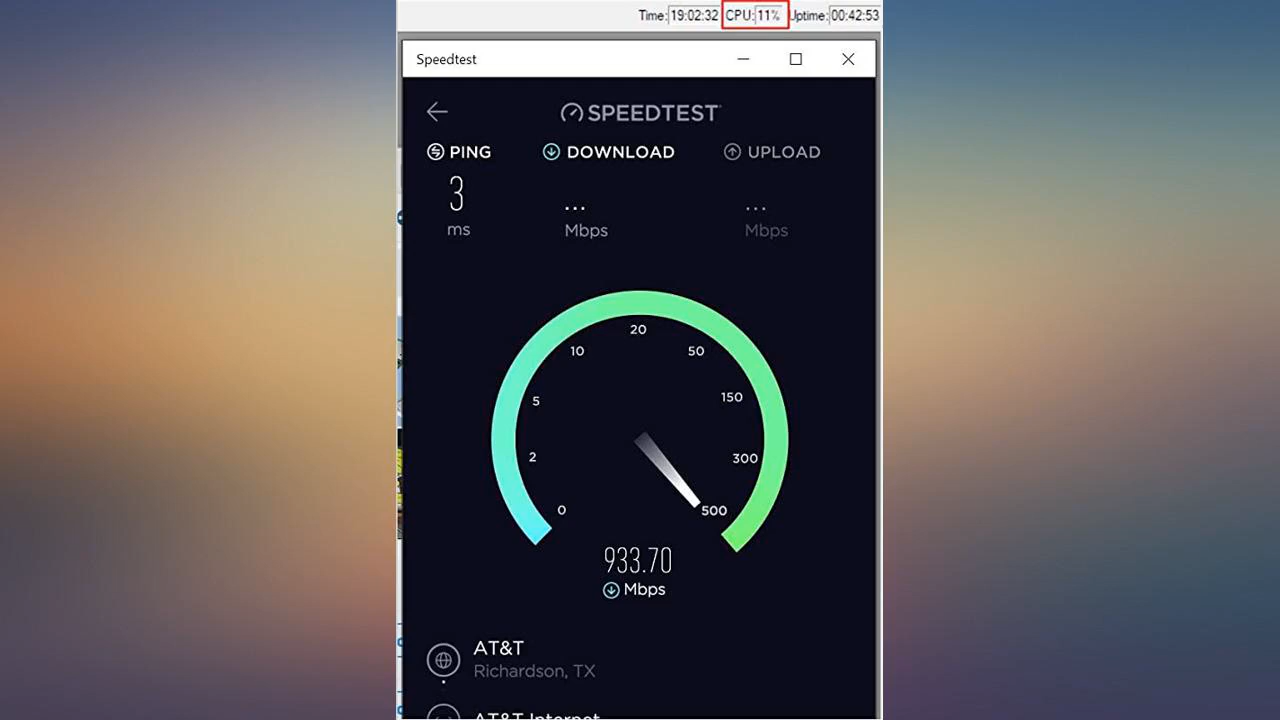 Time: 19:02:32 CPU: 11% Uptime: 00:42:53
Speedtest
SPEEDTEST
PING DOWNLOAD UPLOAD
3 ... ...
ms Mbps Mbps
20
10 50
5 150
2 300
0 500
933.70
Mbps
AT&T
Richardson, TX
AT&T Internet